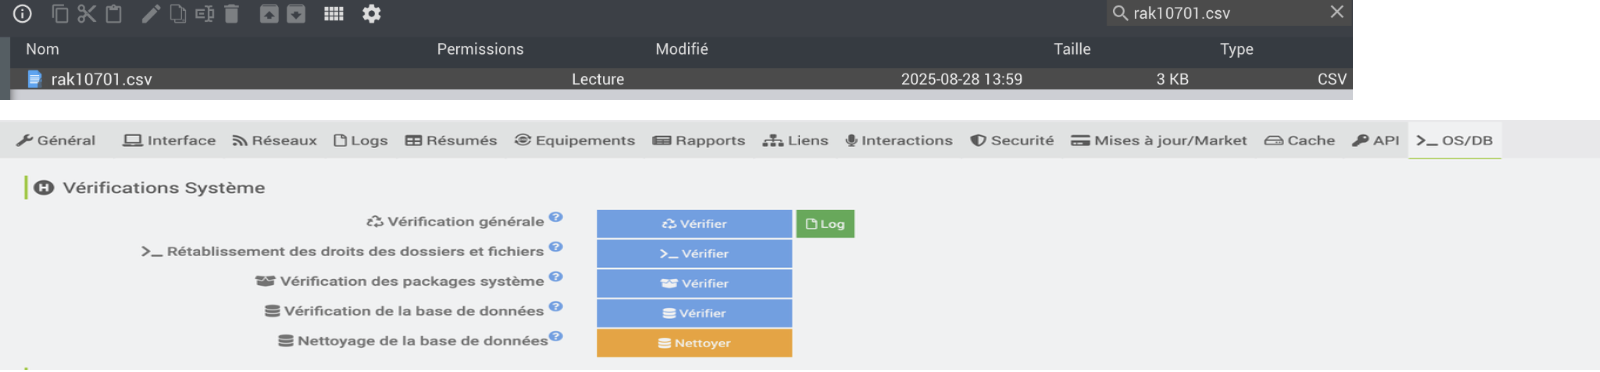 rak10701.csv
Nom Permissions Modifié Taille Type
rak10701.csv Lecture 2025-08-28 13:59 3 KB CSV
Général Interface Réseaux Logs Résumés Equipements Rapports Liens Interactions Securité Mises à jour/Market Cache API >_ OS/DB
H Vérifications Système
Vérification générale ? Vérifier Log
>_ Rétablissement des droits des dossiers et fichiers ? >_ Vérifier
Vérification des packages système ? Vérifier
Vérification de la base de données ? Vérifier
Nettoyage de la base de données ? Nettoyer